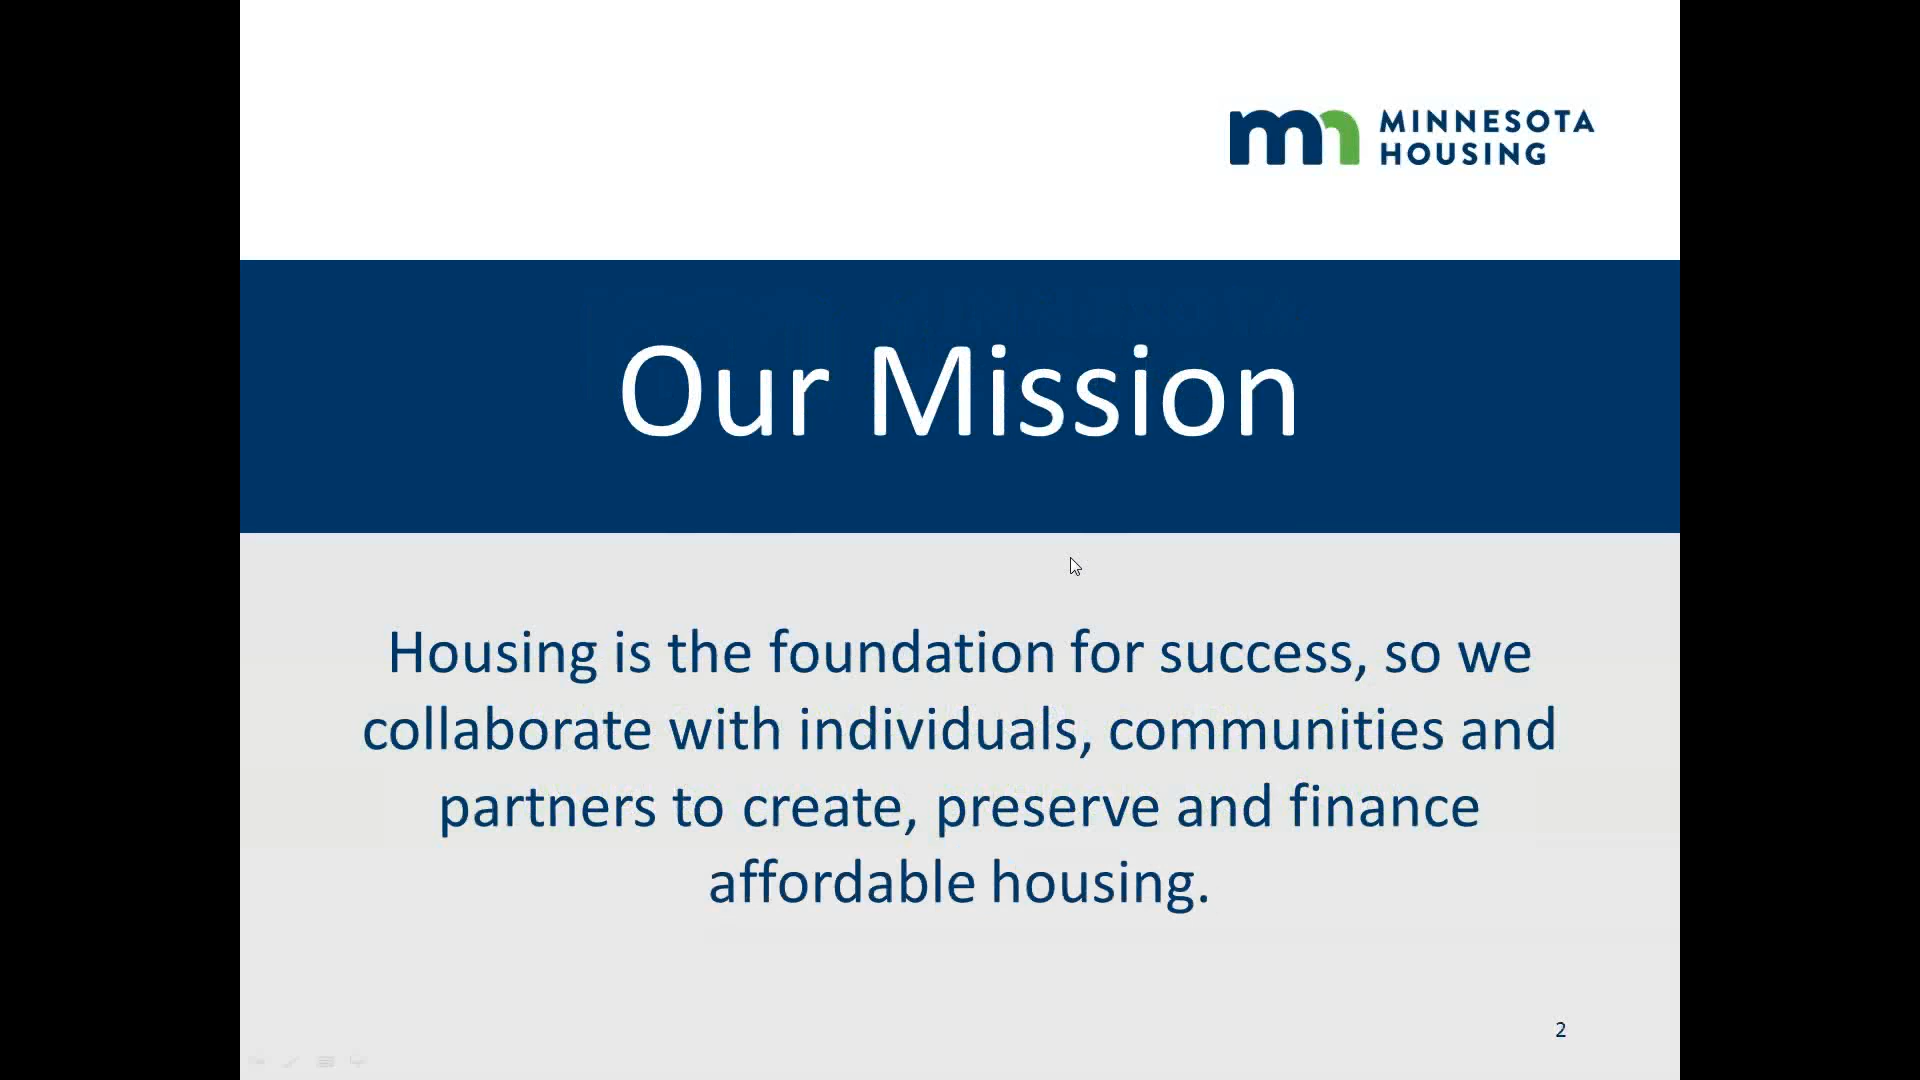 mn MINNESOTA
HOUSING
Our Mission
Housing is the foundation for success, so we
collaborate with individuals, communities and
partners to create, preserve and finance
affordable housing.
2